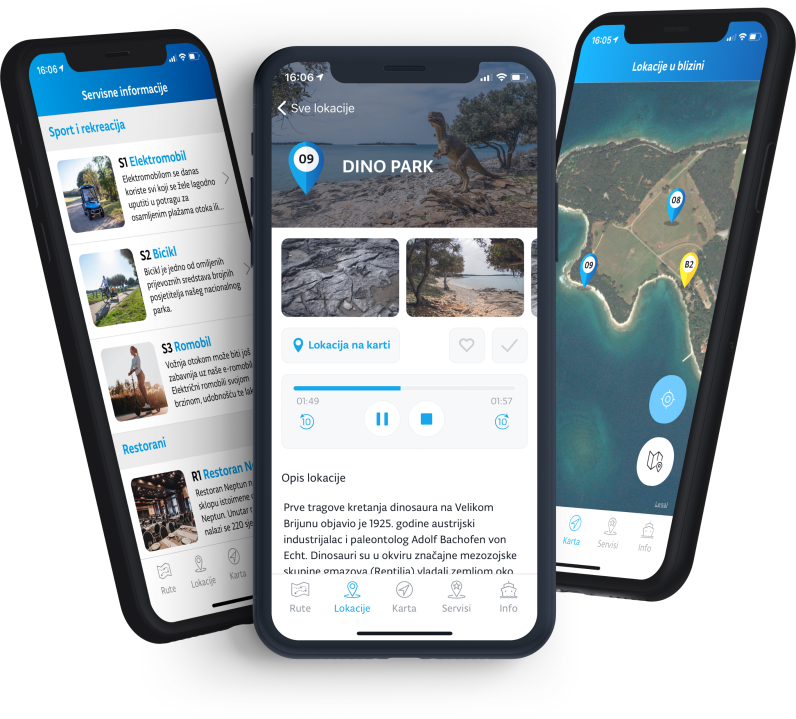 16:06
Servisne informacije
Sport i rekreacija
S1 Elektromobil
Elektromobilom se danas
koriste svi koji se žele lagodno
uputiti u potragu za
osamljenim plažama otoka ili...
S2 Bicikl
Bicikl je jedno od omiljenih
prijevoznih sredstava brojnih
posjetitelja našeg nacionalnog
parka.
S3 Romobil
Vožnja otokom može biti još
zabavnija uz naše e-romobil
Električni romobili svojom
brzinom, udobnošću te lak
Restorani
R1 Restoran N
Restoran Neptun n
sklopu istoimene
Neptun. Unutar r
nalazi se 220 sje
Rute
Lokacije
Karta
16:06
Sve lokacije
09
DINO PARK
Lokacija na karti
01:49
01:57
10
10
Opis lokacije
Prve tragove kretanja dinosaura na Velikom
Brijunu objavio je 1925. godine austrijski
industrijalac i paleontolog Adolf Bachofen von
Echt. Dinosauri su u okviru značajne mezozojske
skupine gmazova (Reptilia) vladali zemljom oko
Rute
Lokacije
Karta
Servisi
Info
16:05
Lokacije u blizini
08
09
B2
Legal
Karta
Servisi
Info